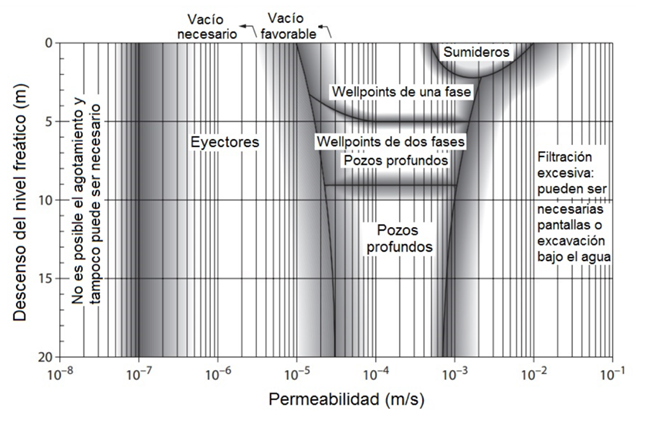 Vacío
necesario
Vacío
favorable
0
5
10
15
20
Descenso del nivel freático (m)
No es posible el agotamiento y
tampoco puede ser necesario
Eyectores
Sumideros
Wellpoints de una fase
Wellpoints de dos fases
Pozos profundos
Pozos
profundos
Filtración
excesiva:
pueden ser
necesarias
pantallas o
excavación
bajo el agua
10⁻⁸
10⁻⁷
10⁻⁶
10⁻⁵
10⁻⁴
10⁻³
10⁻²
10⁻¹
Permeabilidad (m/s)